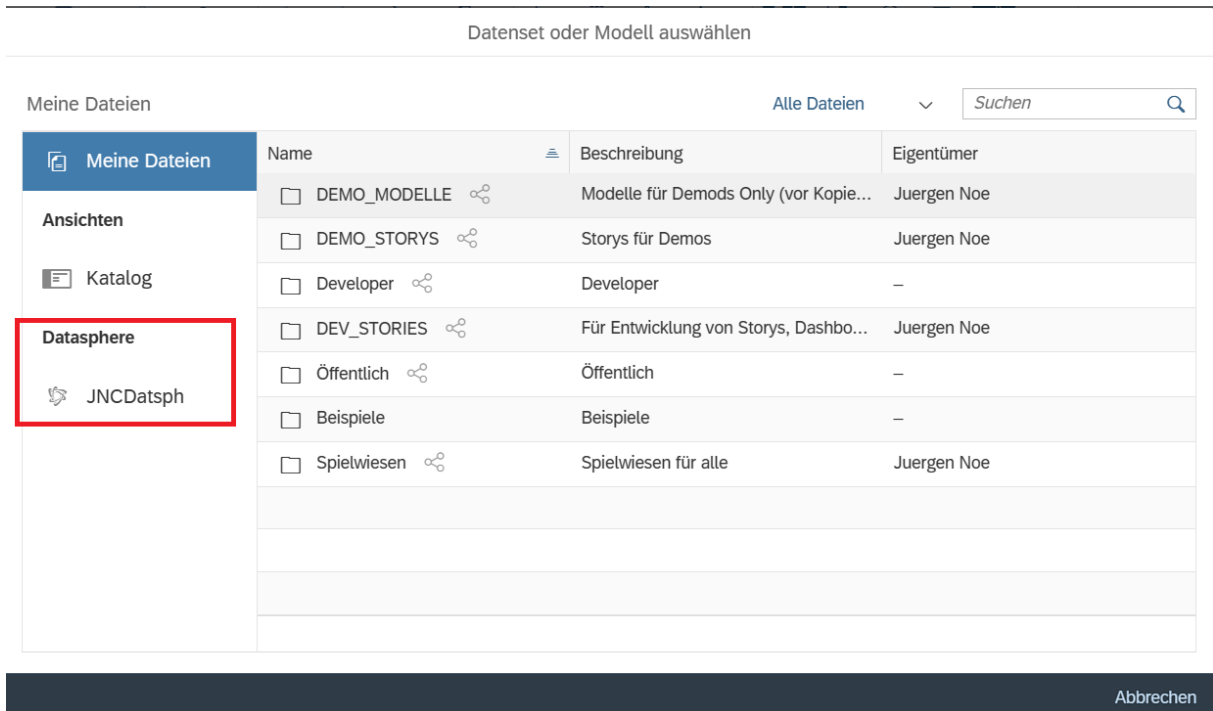 Datenset oder Modell auswählen
Meine Dateien
Alle Dateien
Suchen
Meine Dateien
Ansichten
Katalog
Datasphere
JNCDatsph
Name Beschreibung Eigentümer
DEMO_MODELLE Modelle für Demods Only (vor Kopie... Juergen Noe
DEMO_STORYS Storys für Demos Juergen Noe
Developer Developer –
DEV_STORIES Für Entwicklung von Storys, Dashbo... Juergen Noe
Öffentlich Öffentlich –
Beispiele Beispiele –
Spielwiesen Spielwiesen für alle Juergen Noe
Abbrechen